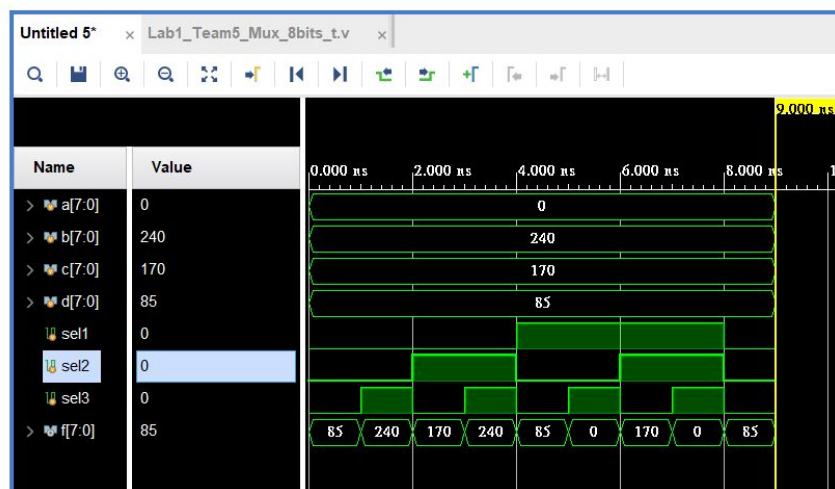 Untitled 5* × Lab1_Team5_Mux_8bits_t.v ×
9.000 ns
Name Value
0.000 ns 2.000 ns 4.000 ns 6.000 ns 8.000 ns 1
a[7:0] 0 0
b[7:0] 240 240
c[7:0] 170 170
d[7:0] 85 85
sel1 0
sel2 0
sel3 0
f[7:0] 85 85 240 170 240 85 0 170 0 85